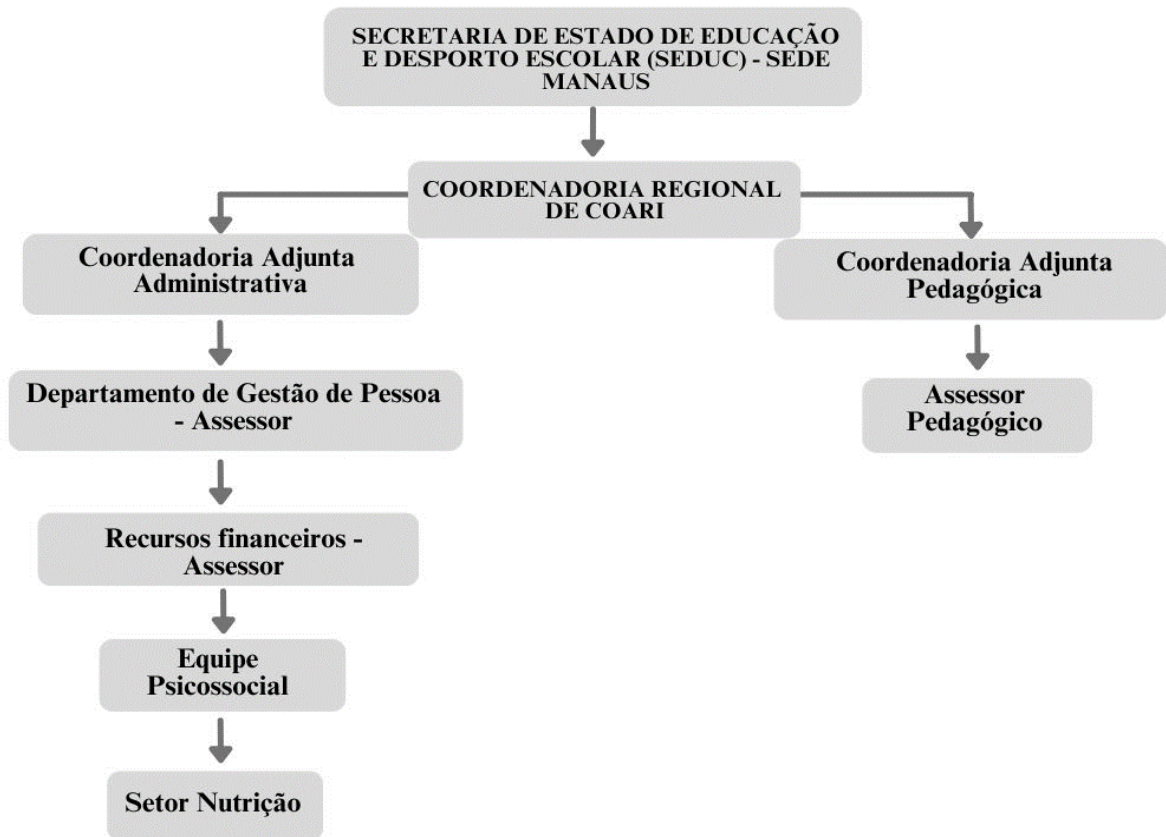 SECRETARIA DE ESTADO DE EDUCAÇÃO
E DESPORTO ESCOLAR (SEDUC) - SEDE
MANAUS
COORDENADORIA REGIONAL
DE COARI
Coordenadoria Adjunta
Administrativa
Coordenadoria Adjunta
Pedagógica
Departamento de Gestão de Pessoa
- Assessor
Assessor
Pedagógico
Recursos financeiros -
Assessor
Equipe
Psicossocial
Setor Nutrição